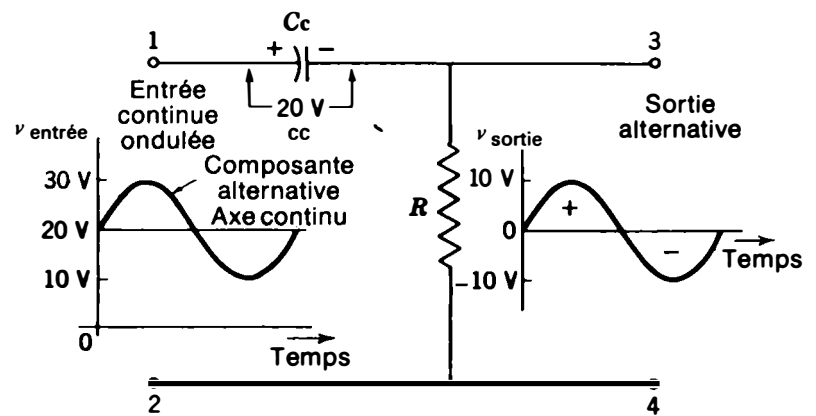 Cc
1
+
−
3
Entrée
continue
ondulée
20 V
cc
Sortie
alternative
ν entrée
Composante
alternative
Axe continu
30 V
20 V
10 V
0
Temps
R
ν sortie
10 V
0
−10 V
+
−
Temps
2
4